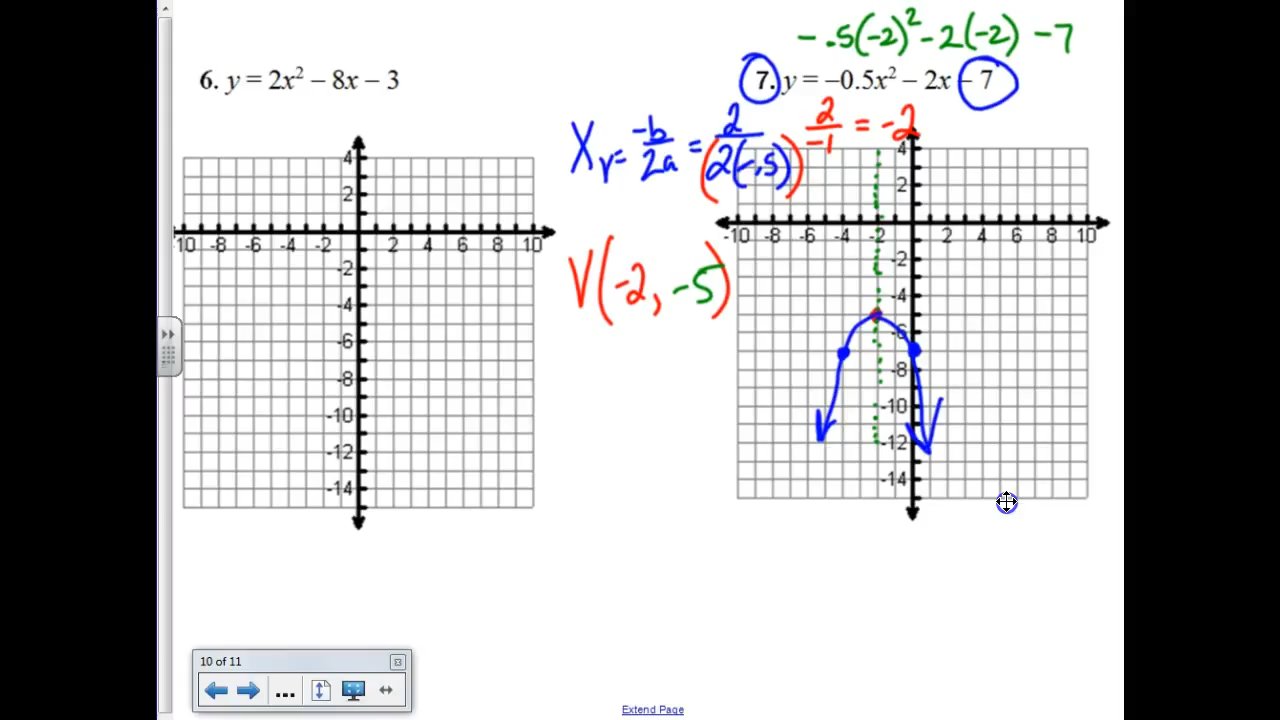 − .5(−2)² − 2(−2) − 7
6. y = 2x² – 8x – 3
7. y = –0.5x² – 2x – 7
Xᵥ = -b/2a = 2/(2(-.5)) 2/-1 = -2
V(-2, -5)
4
2
-10 -8 -6 -4 -2 2 4 6 8 10
-2
-4
-6
-8
-10
-12
-14
4
2
-10 -8 -6 -4 -2 2 4 6 8 10
-2
-4
-6
-8
-10
-12
-14
10 of 11
...
Extend Page